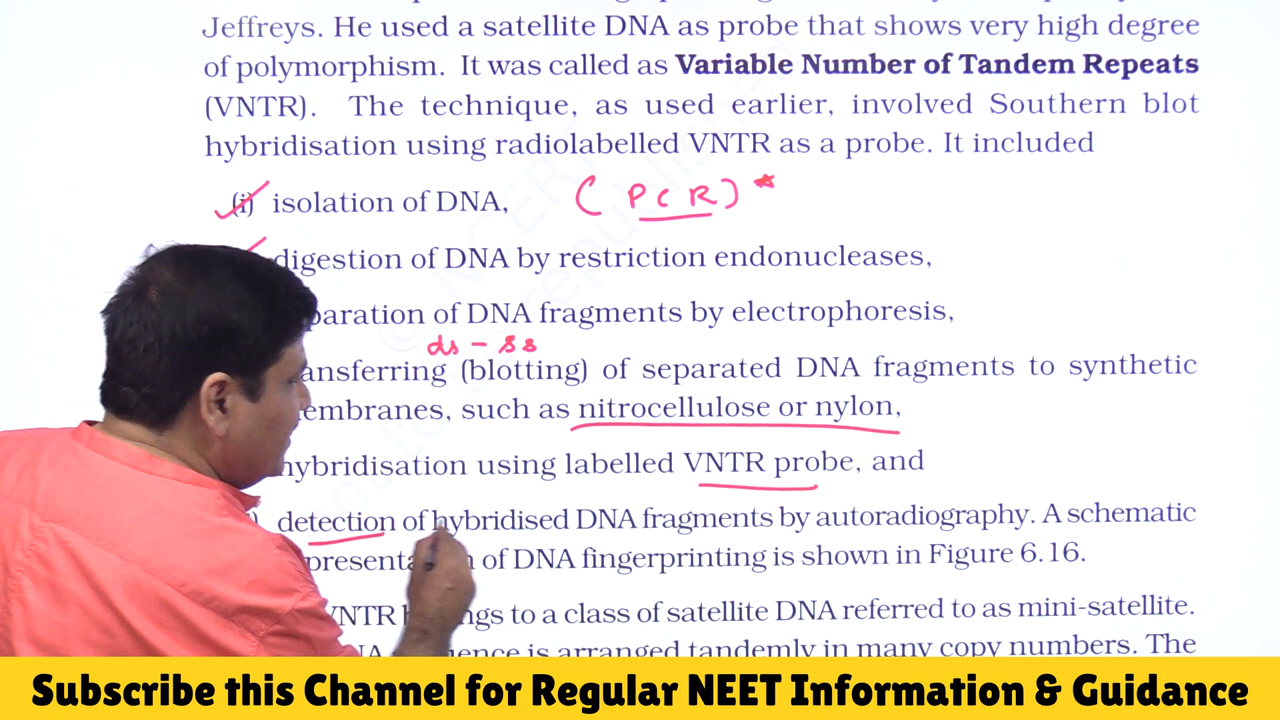 Jeffreys. He used a satellite DNA as probe that shows very high degree
of polymorphism. It was called as Variable Number of Tandem Repeats
(VNTR). The technique, as used earlier, involved Southern blot
hybridisation using radiolabelled VNTR as a probe. It included
(i) isolation of DNA, (PCR)*
digestion of DNA by restriction endonucleases,
paration of DNA fragments by electrophoresis,
ds - ss
ansferring (blotting) of separated DNA fragments to synthetic
embranes, such as nitrocellulose or nylon,
hybridisation using labelled VNTR probe, and
detection of hybridised DNA fragments by autoradiography. A schematic
presenta n of DNA fingerprinting is shown in Figure 6.16.
VNTR b ngs to a class of satellite DNA referred to as mini-satellite.
is arranged tandemly in many copy numbers. The
Subscribe this Channel for Regular NEET Information & Guidance